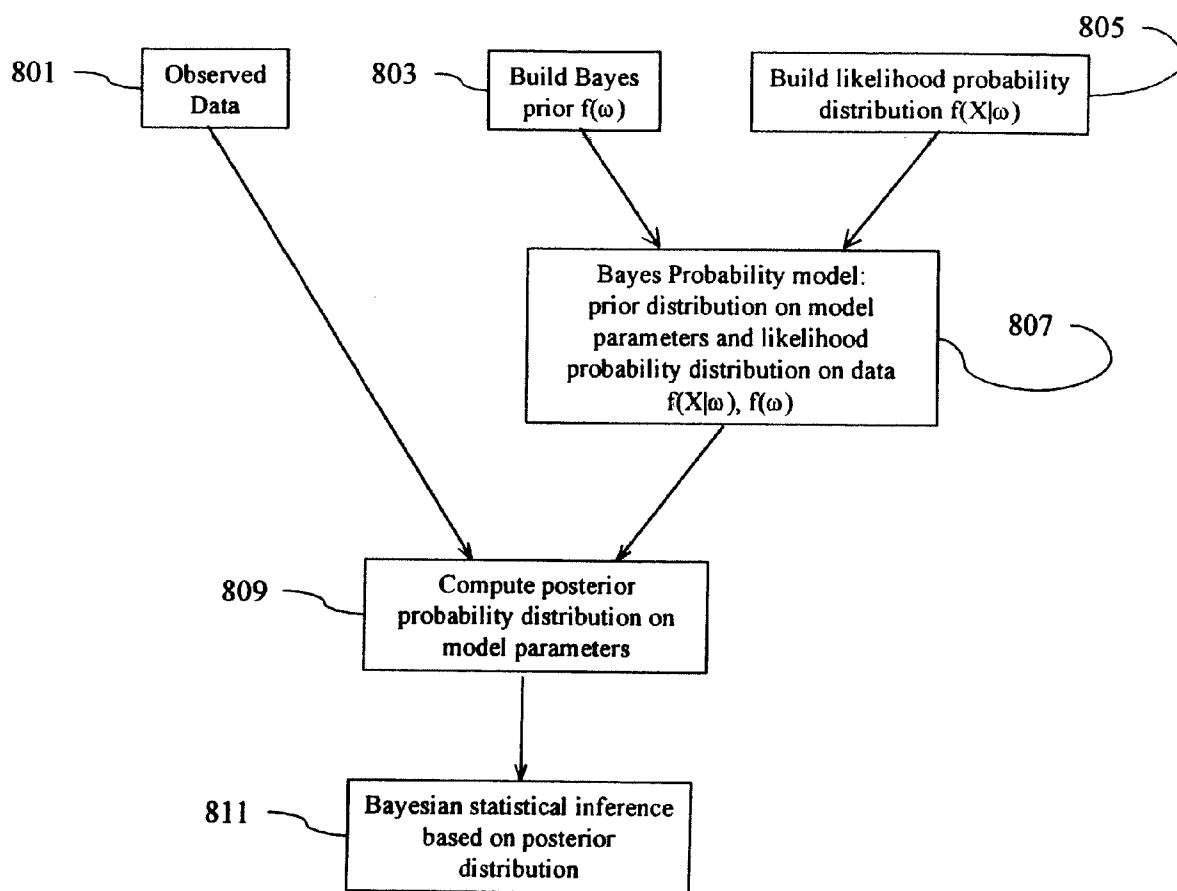 805
801
Observed
Data
803
Build Bayes
prior f(ω)
Build likelihood probability
distribution f(X|ω)
Bayes Probability model:
prior distribution on model
parameters and likelihood
probability distribution on data
f(X|ω), f(ω)
807
809
Compute posterior
probability distribution on
model parameters
811
Bayesian statistical inference
based on posterior
distribution